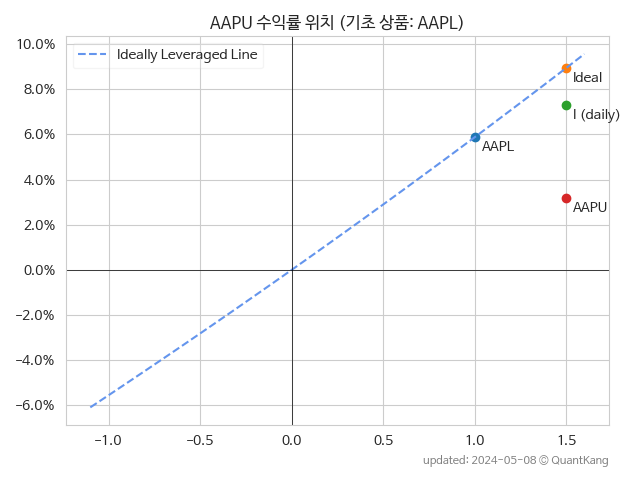 AAPU 수익률 위치 (기초 상품: AAPL)
10.0%
8.0%
6.0%
4.0%
2.0%
0.0%
−2.0%
−4.0%
−6.0%
Ideally Leveraged Line
Ideal
I (daily)
AAPL
AAPU
−1.0 −0.5 0.0 0.5 1.0 1.5
updated: 2024-05-08 © QuantKang